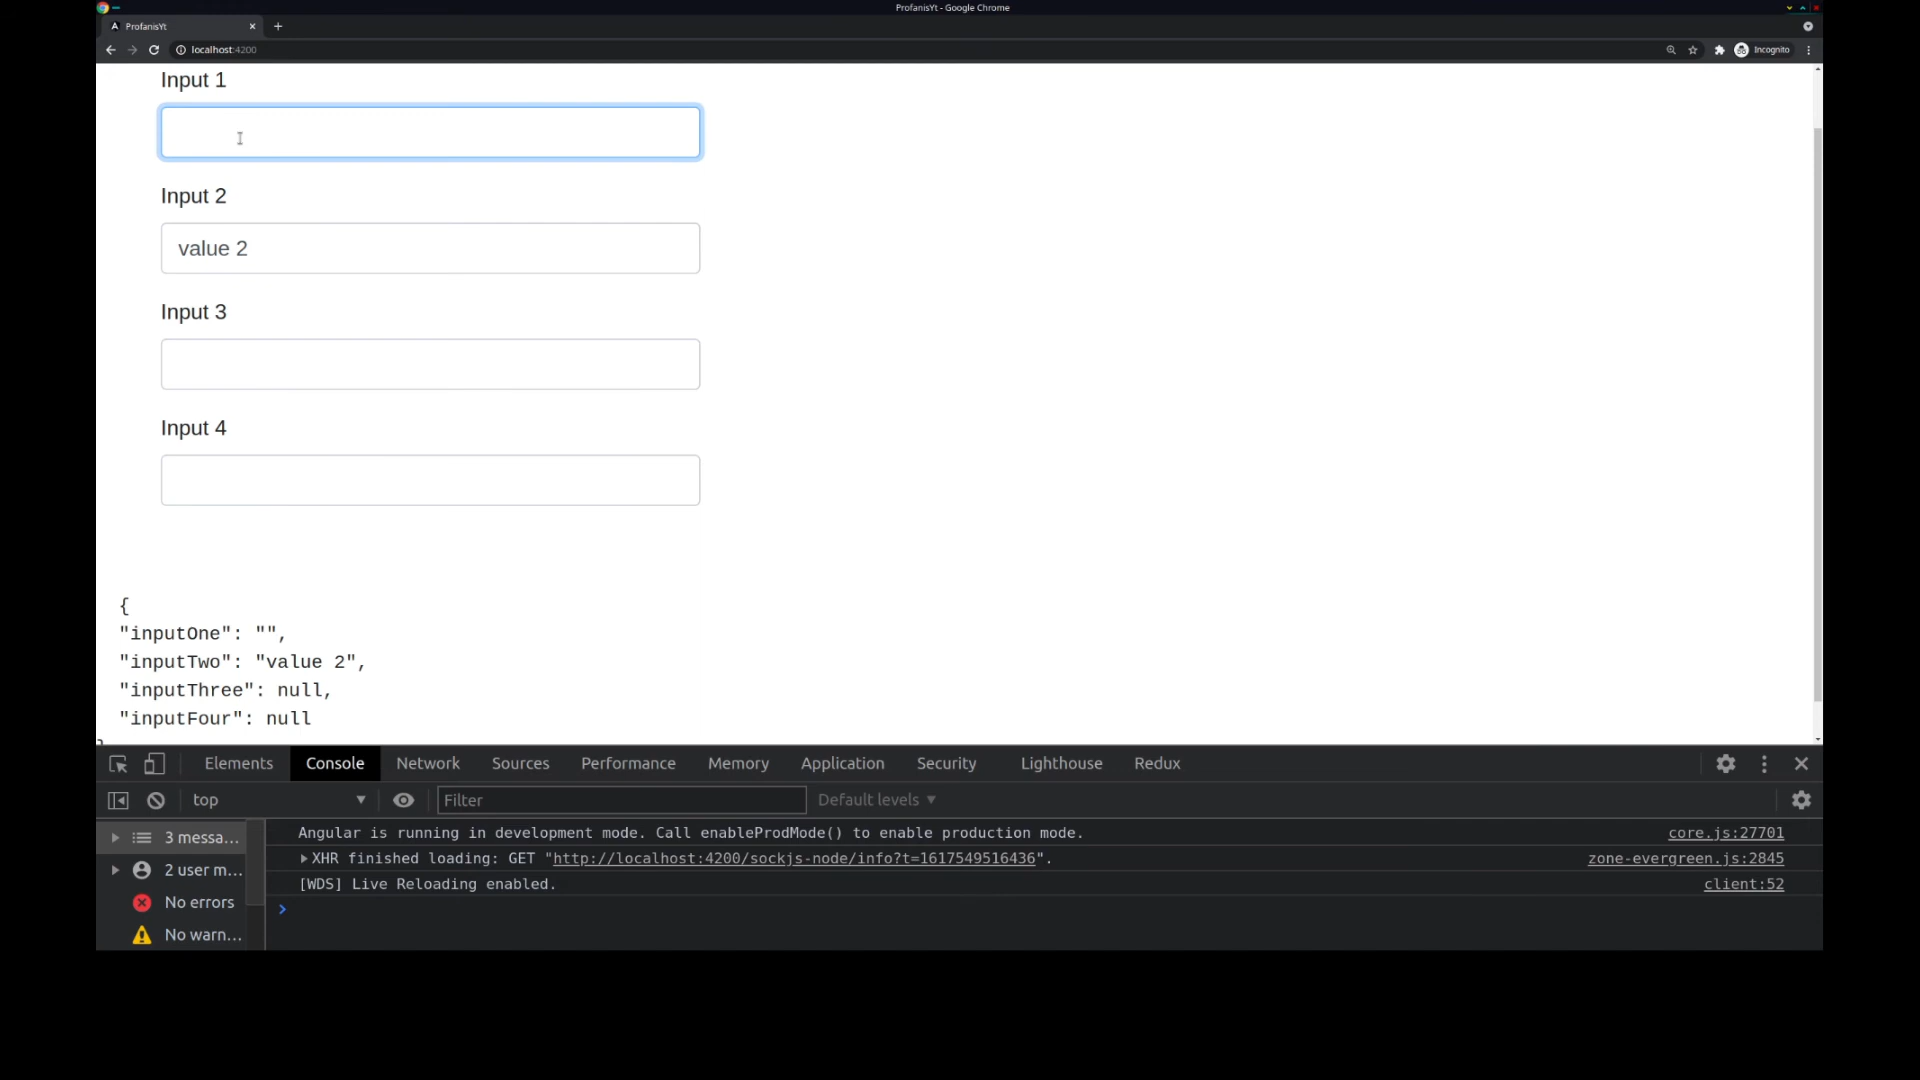 ProfanisYt - Google Chrome
ProfanisYt
localhost:4200
Incognito
Input 1
Input 2
value 2
Input 3
Input 4
{
"inputOne": "",
"inputTwo": "value 2",
"inputThree": null,
"inputFour": null
Elements Console Network Sources Performance Memory Application Security Lighthouse Redux
top Filter Default levels
3 messa...
2 user m...
No errors
No warn...
Angular is running in development mode. Call enableProdMode() to enable production mode. core.js:27701
XHR finished loading: GET "http://localhost:4200/sockjs-node/info?t=1617549516436". zone-evergreen.js:2845
[WDS] Live Reloading enabled. client:52